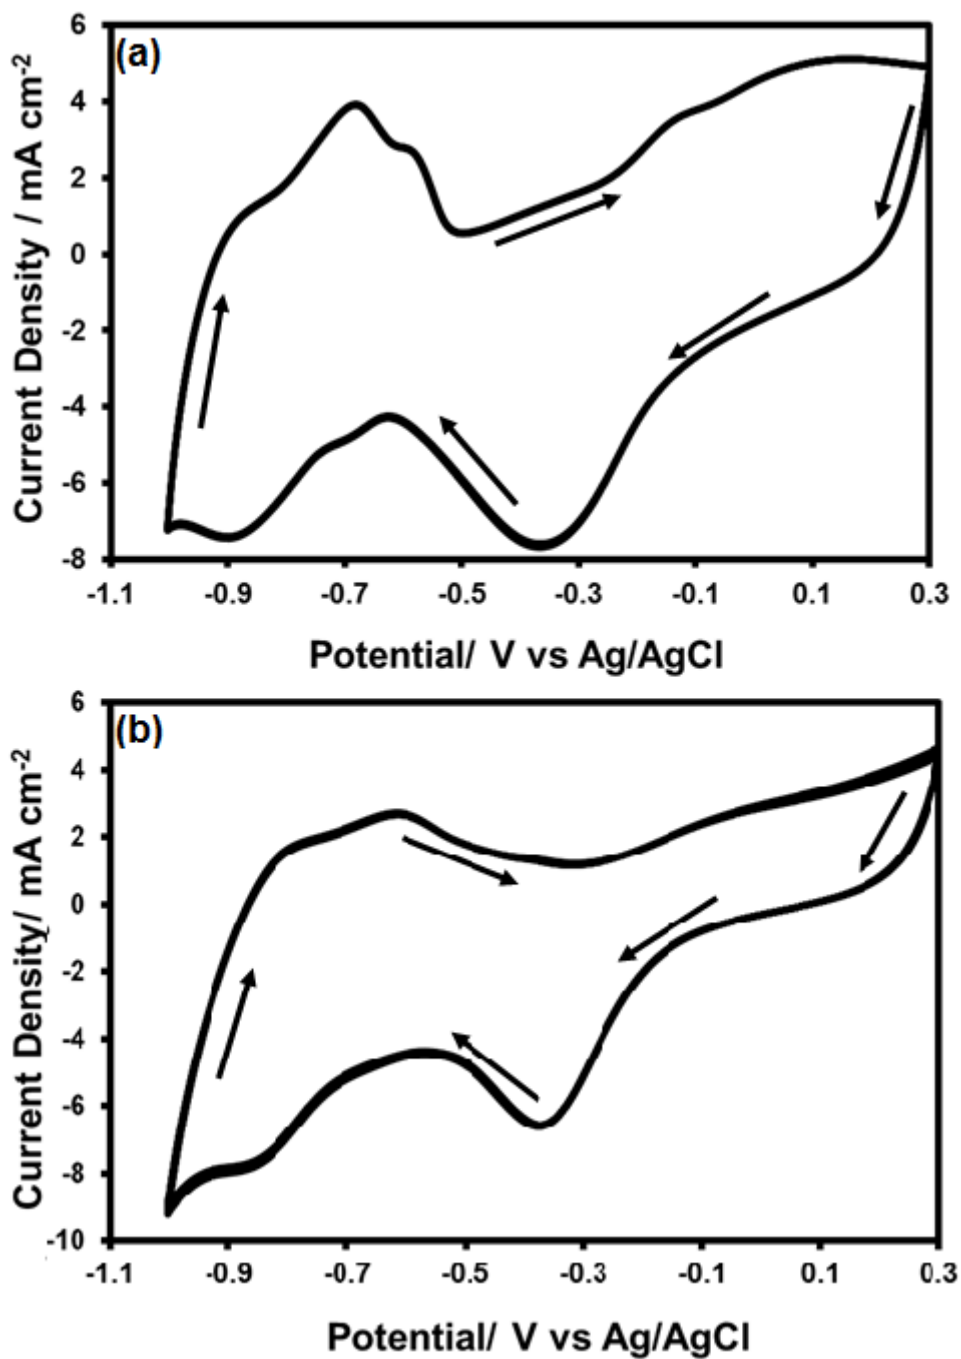 (a)
Current Density / mA cm-2
6
4
2
0
-2
-4
-6
-8
-1.1 -0.9 -0.7 -0.5 -0.3 -0.1 0.1 0.3
Potential/ V vs Ag/AgCl
(b)
Current Density/ mA cm-2
6
4
2
0
-2
-4
-6
-8
-10
-1.1 -0.9 -0.7 -0.5 -0.3 -0.1 0.1 0.3
Potential/ V vs Ag/AgCl